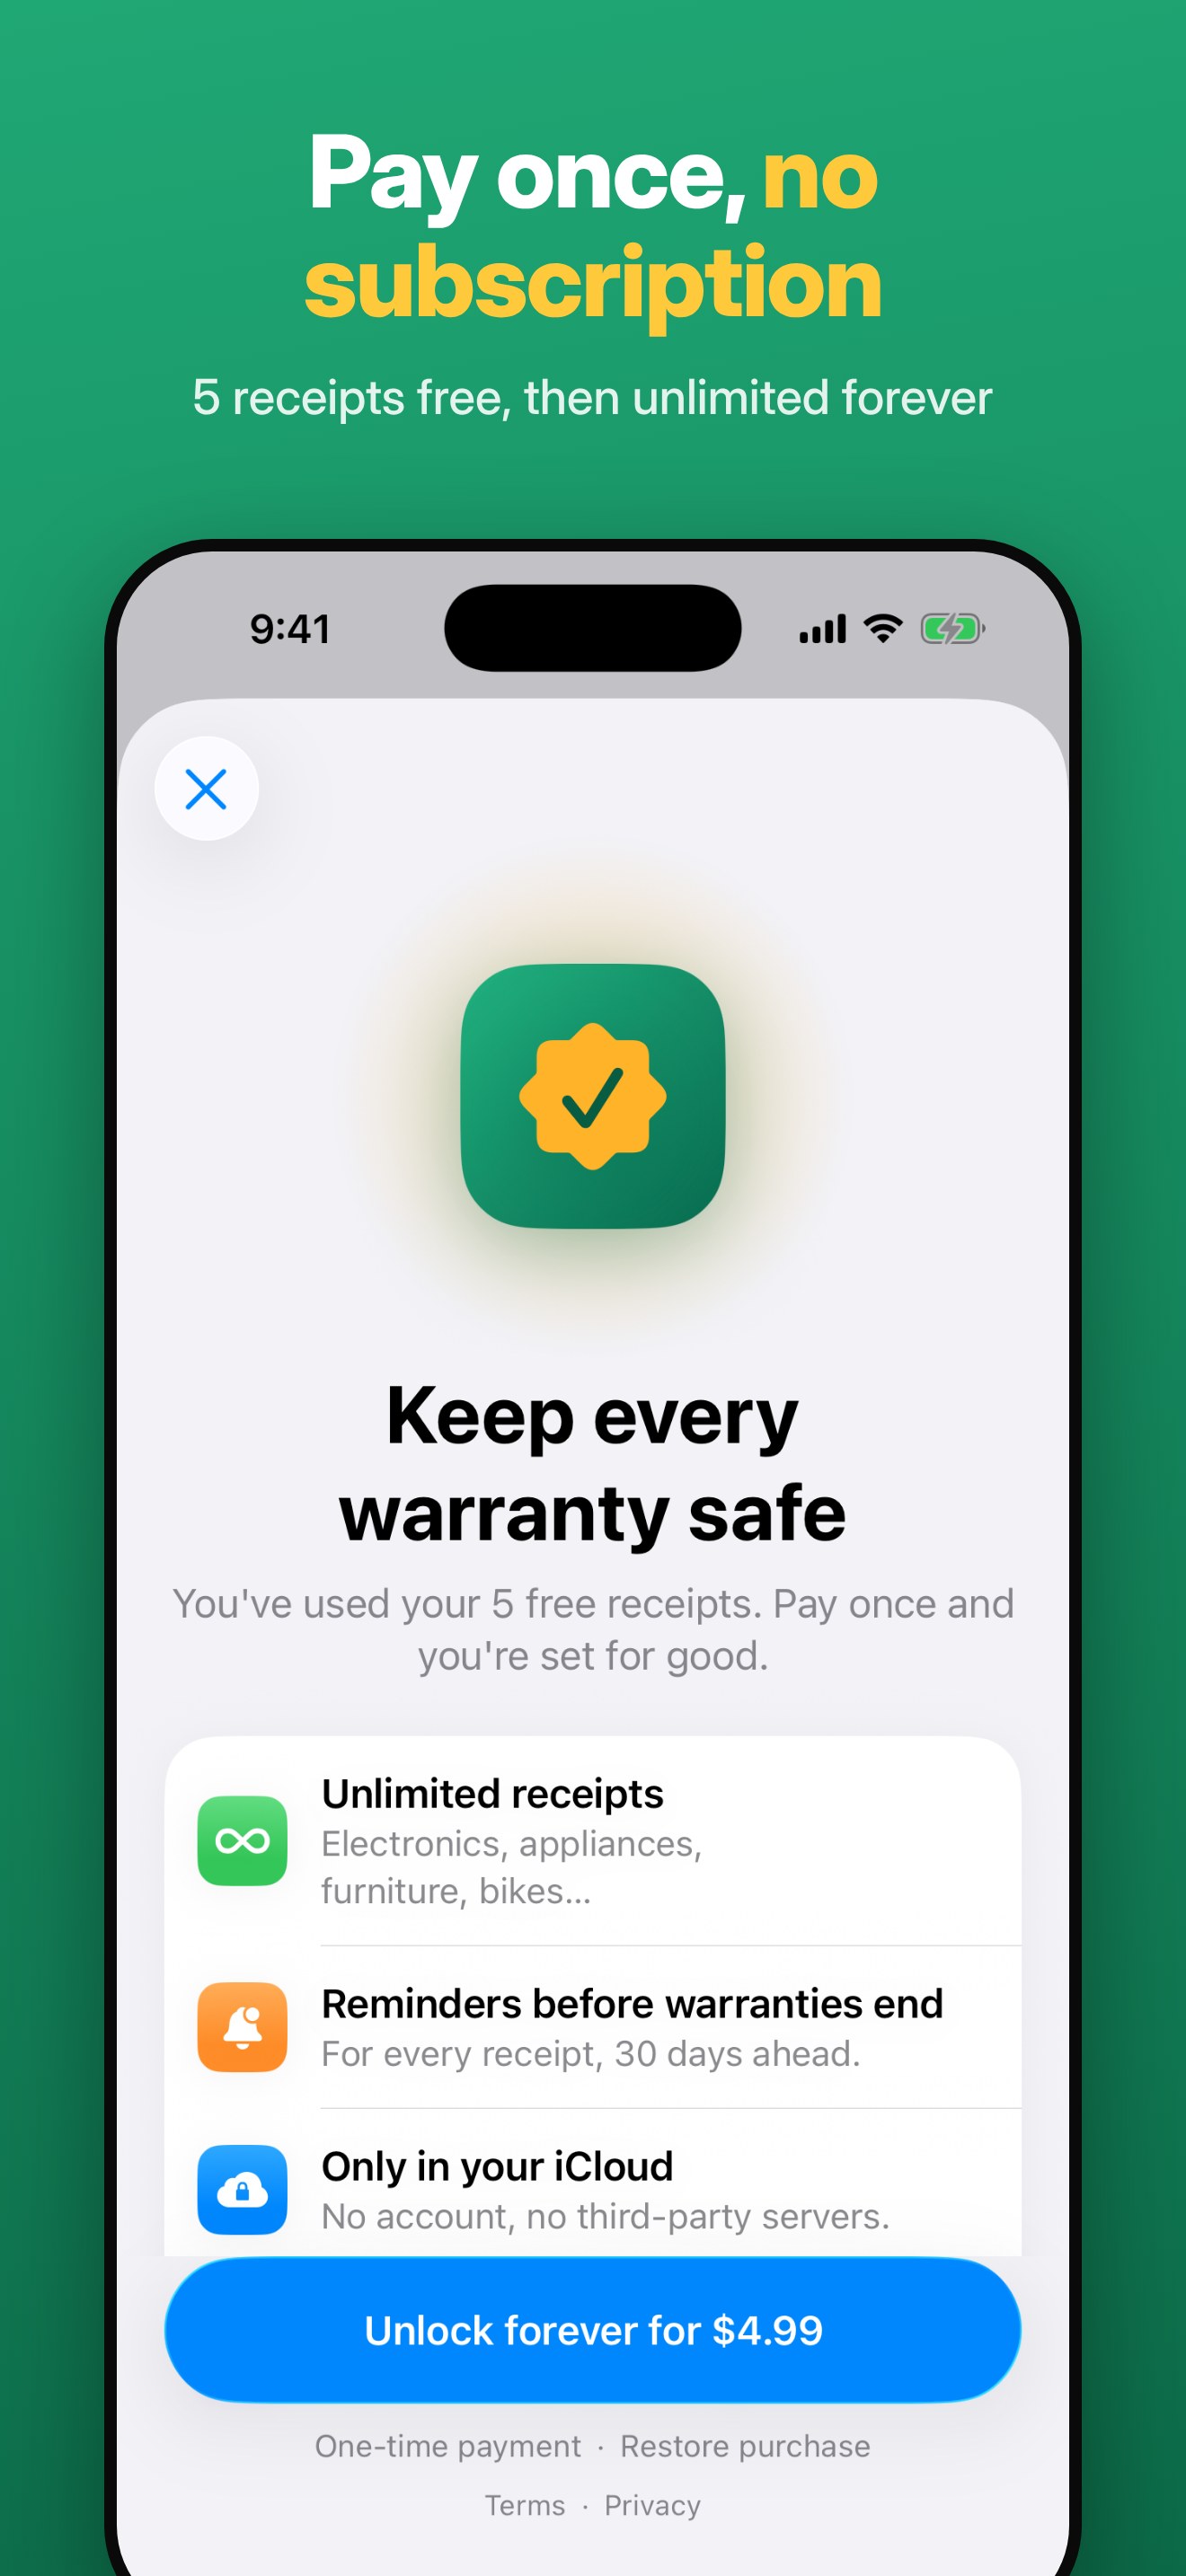 Pay once, no
subscription
5 receipts free, then unlimited forever
9:41
Keep every
warranty safe
You've used your 5 free receipts. Pay once and
you're set for good.
Unlimited receipts
Electronics, appliances,
furniture, bikes...
Reminders before warranties end
For every receipt, 30 days ahead.
Only in your iCloud
No account, no third-party servers.
Unlock forever for $4.99
One-time payment · Restore purchase
Terms · Privacy